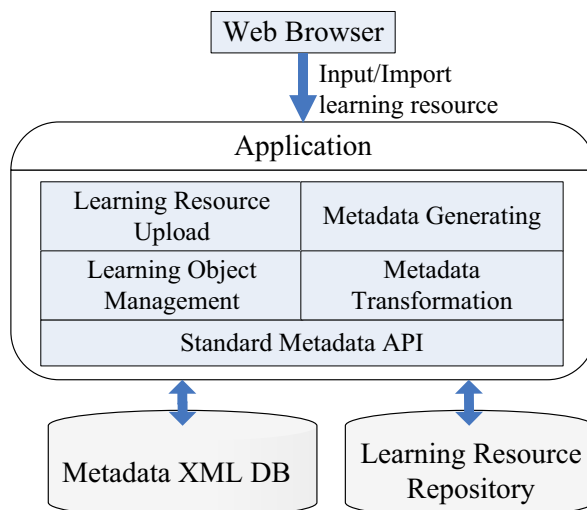 Web Browser
Input/Import
learning resource
Application
Learning Resource
Upload
Metadata Generating
Learning Object
Management
Metadata
Transformation
Standard Metadata API
Metadata XML DB
Learning Resource
Repository